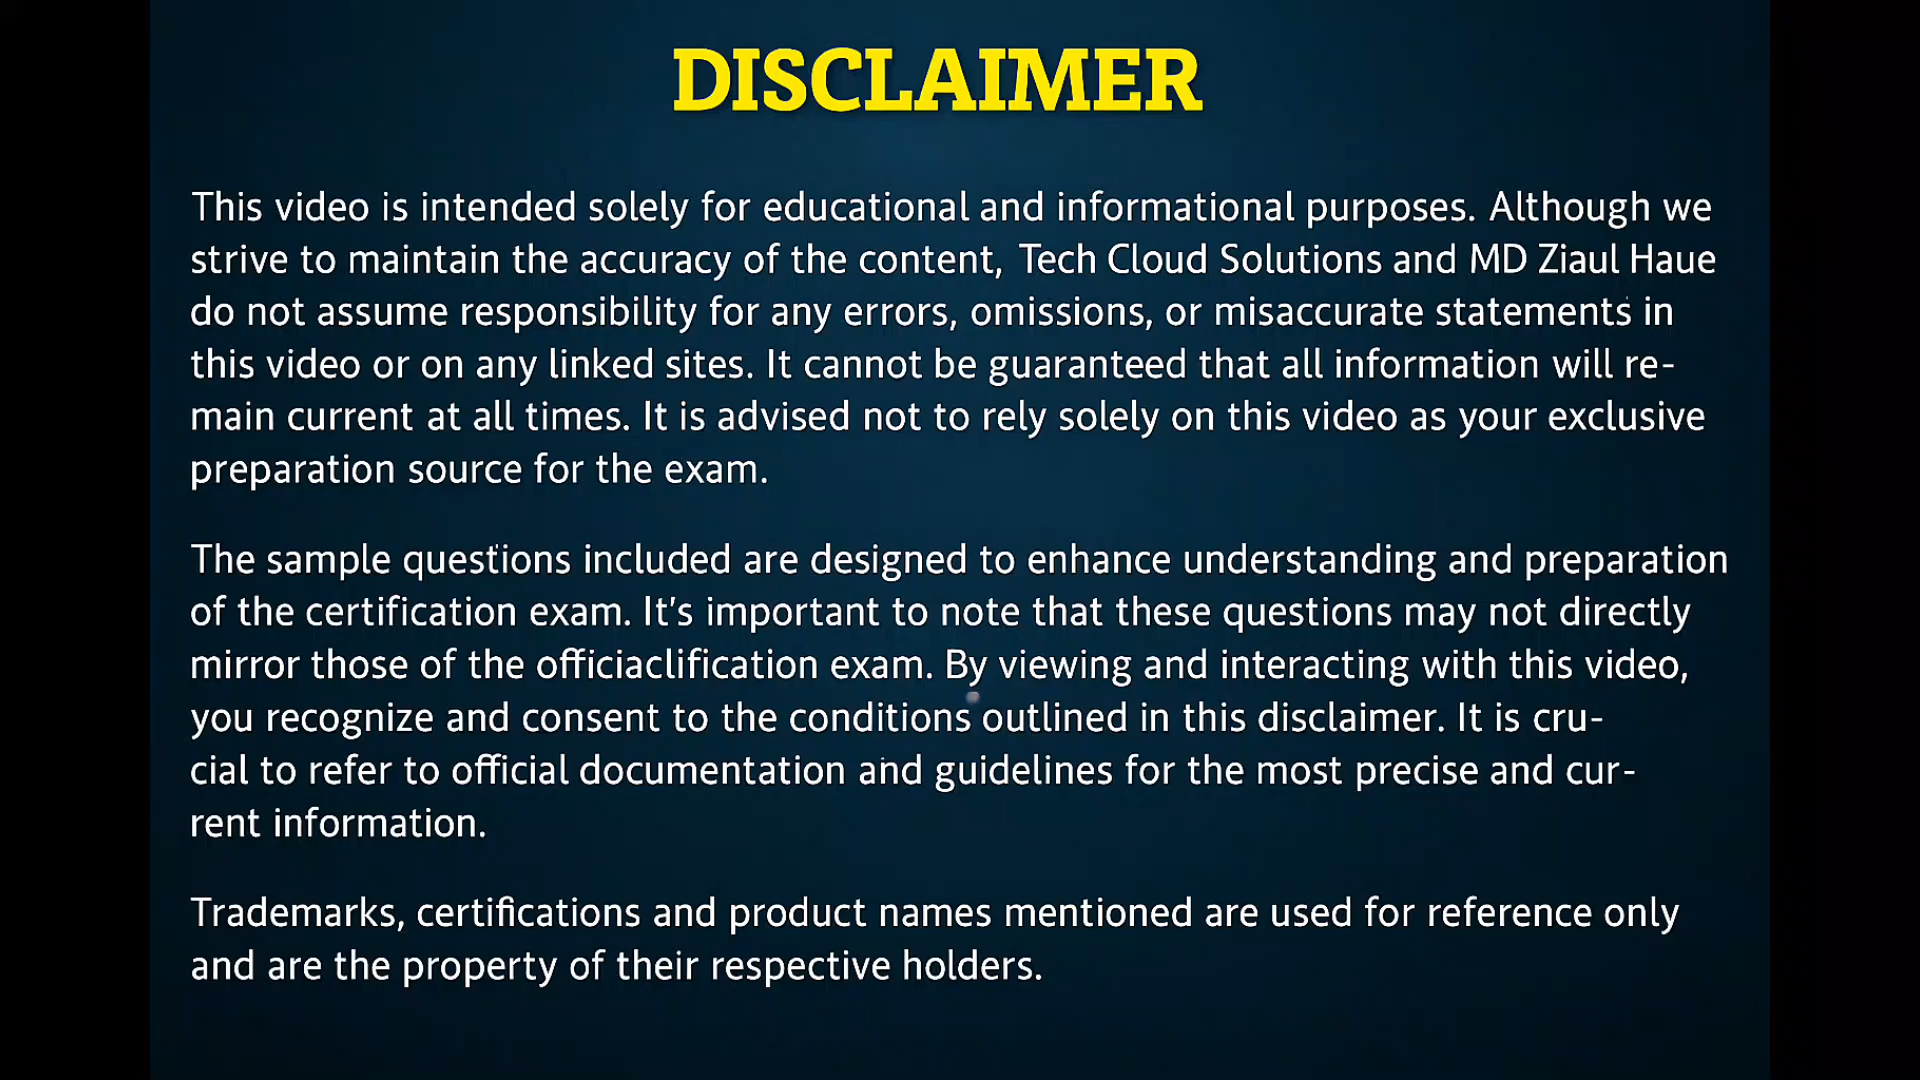 DISCLAIMER
This video is intended solely for educational and informational purposes. Although we
strive to maintain the accuracy of the content, Tech Cloud Solutions and MD Ziaul Haue
do not assume responsibility for any errors, omissions, or misaccurate statements in
this video or on any linked sites. It cannot be guaranteed that all information will re-
main current at all times. It is advised not to rely solely on this video as your exclusive
preparation source for the exam.
The sample questions included are designed to enhance understanding and preparation
of the certification exam. It's important to note that these questions may not directly
mirror those of the officiaclification exam. By viewing and interacting with this video,
you recognize and consent to the conditions outlined in this disclaimer. It is cru-
cial to refer to official documentation and guidelines for the most precise and cur-
rent information.
Trademarks, certifications and product names mentioned are used for reference only
and are the property of their respective holders.